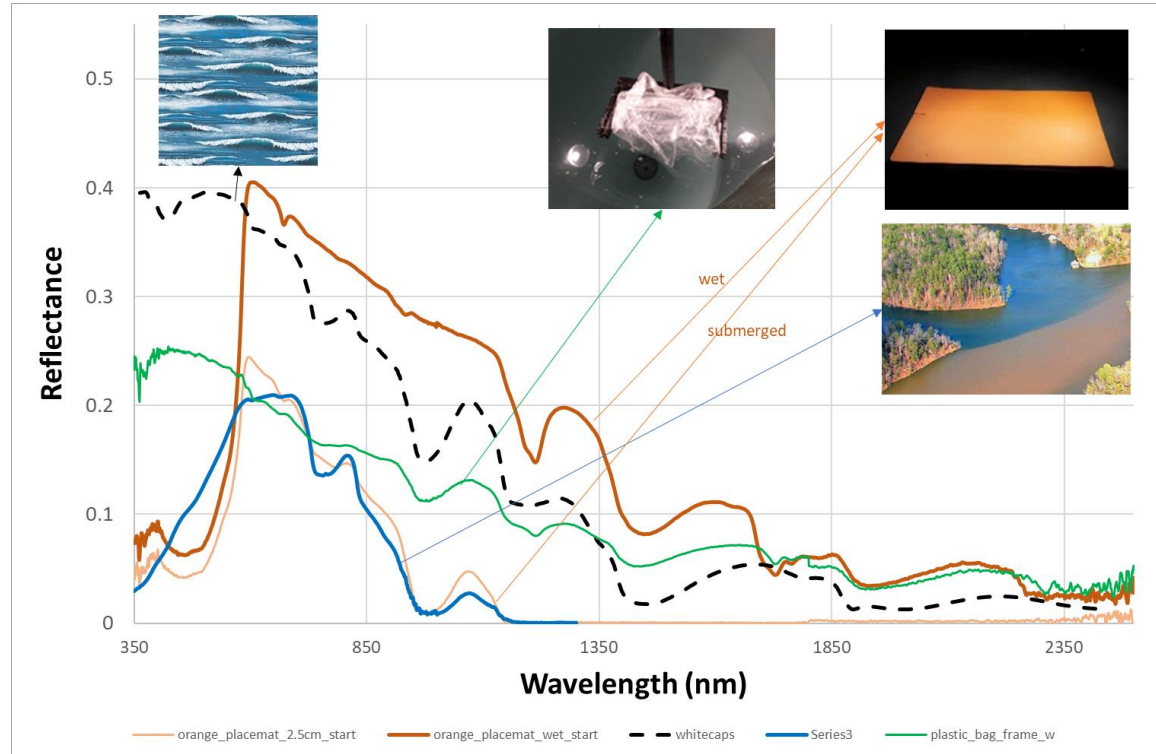 0.5
0.4
0.3
0.2
0.1
0
Reflectance
wet
submerged
350
850
1350
1850
2350
Wavelength (nm)
orange_placemat_2.5cm_start
orange_placemat_wet_start
whitecaps
Series3
plastic_bag_frame_w